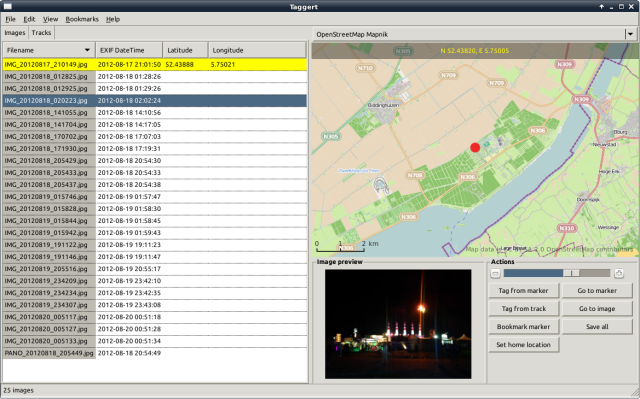 Taggert
File Edit View Bookmarks Help
Images Tracks
Filename EXIF DateTime Latitude Longitude
IMG_20120817_210149.jpg 2012-08-17 21:01:50 52.43888 5.75021
IMG_20120818_012825.jpg 2012-08-18 01:28:26
IMG_20120818_012925.jpg 2012-08-18 01:29:26
IMG_20120818_020223.jpg 2012-08-18 02:02:24
IMG_20120818_141055.jpg 2012-08-18 14:10:56
IMG_20120818_141704.jpg 2012-08-18 14:17:05
IMG_20120818_170702.jpg 2012-08-18 17:07:03
IMG_20120818_171930.jpg 2012-08-18 17:19:31
IMG_20120818_205429.jpg 2012-08-18 20:54:30
IMG_20120818_205433.jpg 2012-08-18 20:54:33
IMG_20120818_205437.jpg 2012-08-18 20:54:38
IMG_20120819_015746.jpg 2012-08-19 01:57:47
IMG_20120819_015828.jpg 2012-08-19 01:58:30
IMG_20120819_015844.jpg 2012-08-19 01:58:45
IMG_20120819_015942.jpg 2012-08-19 01:59:43
IMG_20120819_191122.jpg 2012-08-19 19:11:23
IMG_20120819_191146.jpg 2012-08-19 19:11:47
IMG_20120819_205516.jpg 2012-08-19 20:55:17
IMG_20120819_234209.jpg 2012-08-19 23:42:10
IMG_20120819_234234.jpg 2012-08-19 23:42:35
IMG_20120819_234307.jpg 2012-08-19 23:43:08
IMG_20120820_005117.jpg 2012-08-20 00:51:18
IMG_20120820_005127.jpg 2012-08-20 00:51:28
IMG_20120820_005133.jpg 2012-08-20 00:51:34
PANO_20120818_205449.jpg 2012-08-18 20:54:49
25 images
OpenStreetMap Mapnik
N 52.43820, E 5.75005
N309
N710
N709
N709
N309
Biddinghuizen
N305
N306
Elburg
Nieuwstad
N708
N306
Hoge Enk
Doornspijk
N306
Wessinge
N310
0 1 2 km
OpenStreetMap contributors
Image preview
Actions
Tag from marker Go to marker
Tag from track Go to image
Bookmark marker Save all
Set home location